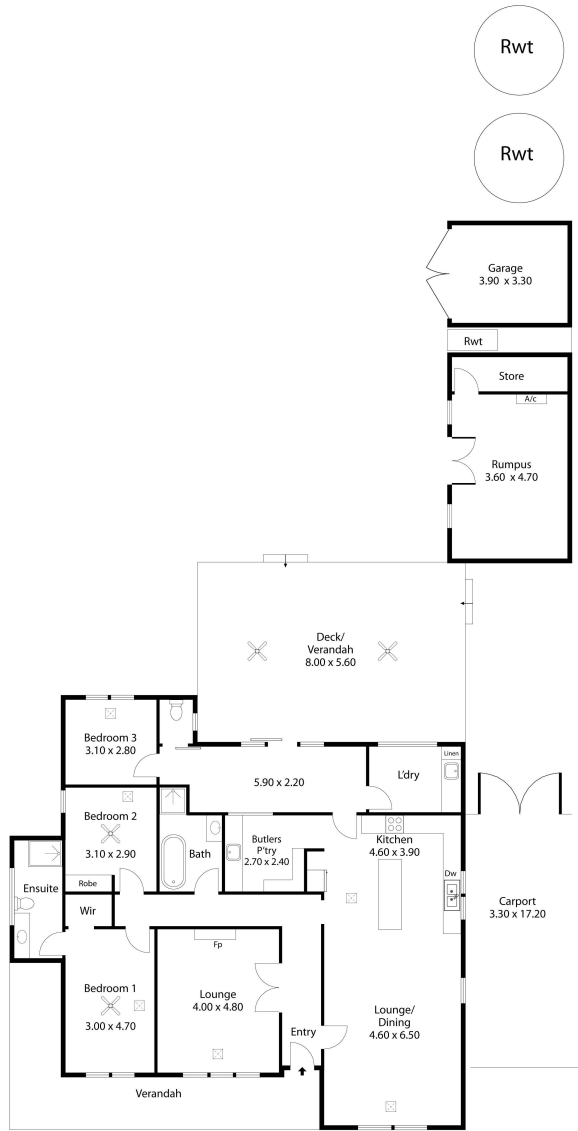 Rwt
Rwt
Garage
3.90 x 3.30
Rwt
Store
A/c
Rumpus
3.60 x 4.70
Deck/
Verandah
8.00 x 5.60
Bedroom 3
3.10 x 2.80
5.90 x 2.20
L'dry
Linen
Bedroom 2
3.10 x 2.90
Robe
Bath
Butlers
P'try
2.70 x 2.40
Kitchen
4.60 x 3.90
Dw
Carport
3.30 x 17.20
Ensuite
Wir
Fp
Bedroom 1
3.00 x 4.70
Lounge
4.00 x 4.80
Entry
Lounge/
Dining
4.60 x 6.50
Verandah